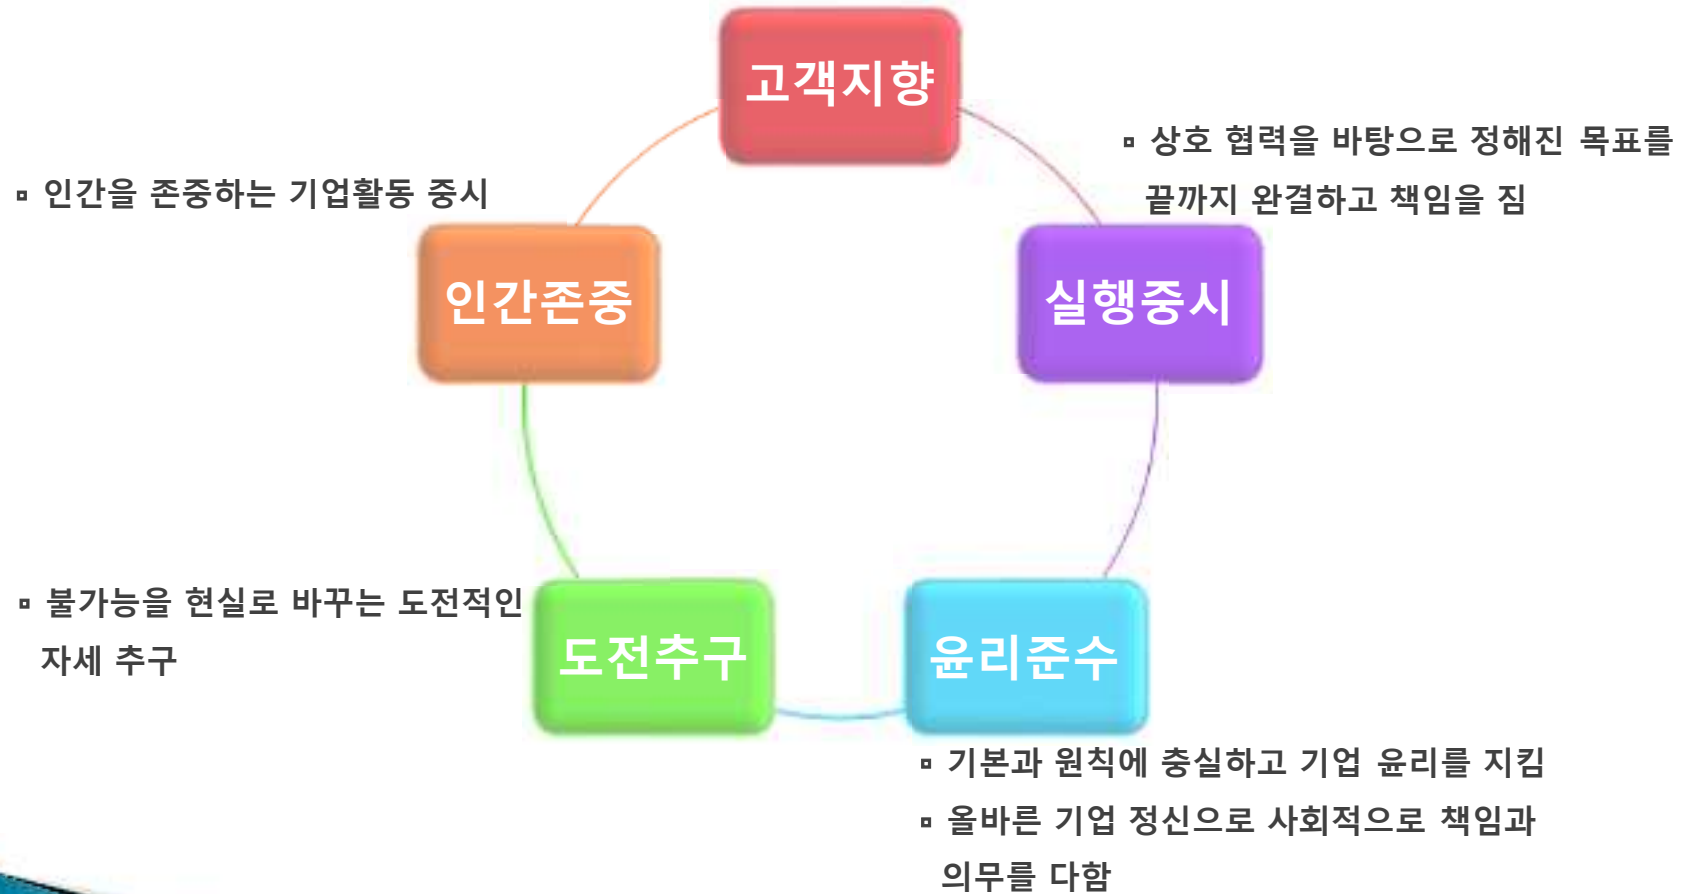 고객지향
▫ 상호 협력을 바탕으로 정해진 목표를
끝까지 완결하고 책임을 짐
▫ 인간을 존중하는 기업활동 중시
인간존중
실행중시
▫ 불가능을 현실로 바꾸는 도전적인
자세 추구
도전추구
윤리준수
▫ 기본과 원칙에 충실하고 기업 윤리를 지킴
▫ 올바른 기업 정신으로 사회적으로 책임과
의무를 다함